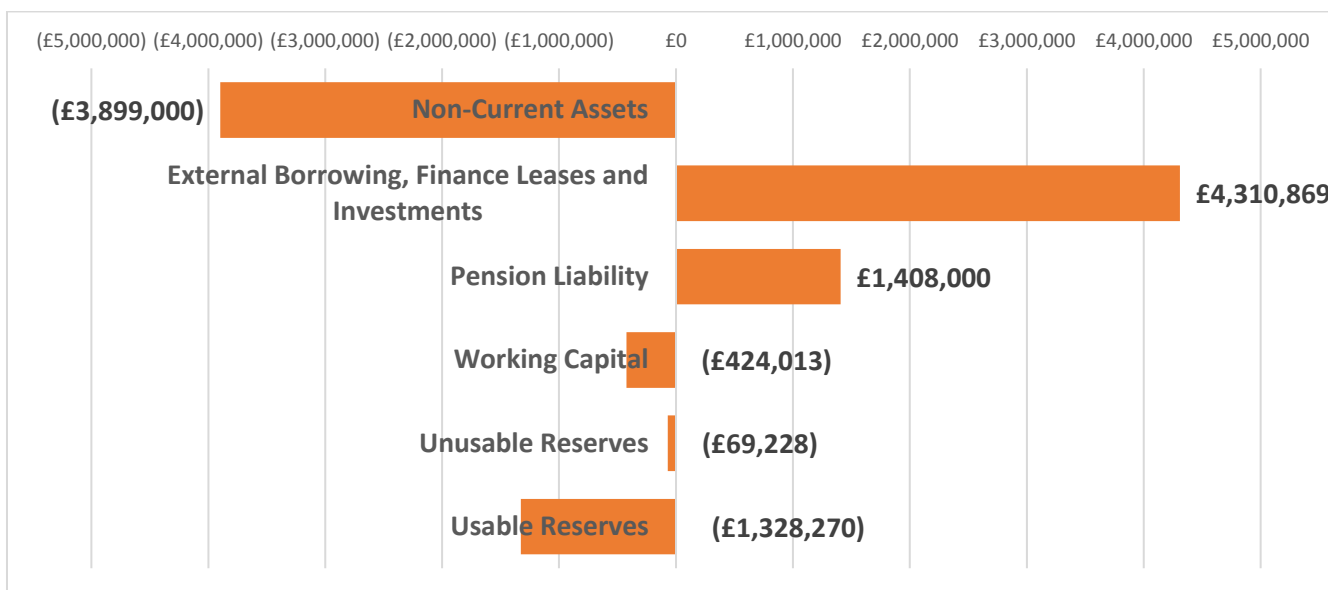 (£5,000,000) (£4,000,000) (£3,000,000) (£2,000,000) (£1,000,000) £0 £1,000,000 £2,000,000 £3,000,000 £4,000,000 £5,000,000
(£3,899,000) Non-Current Assets
External Borrowing, Finance Leases and
Investments
£4,310,869
Pension Liability £1,408,000
Working Capital (£424,013)
Unusable Reserves (£69,228)
Usable Reserves (£1,328,270)